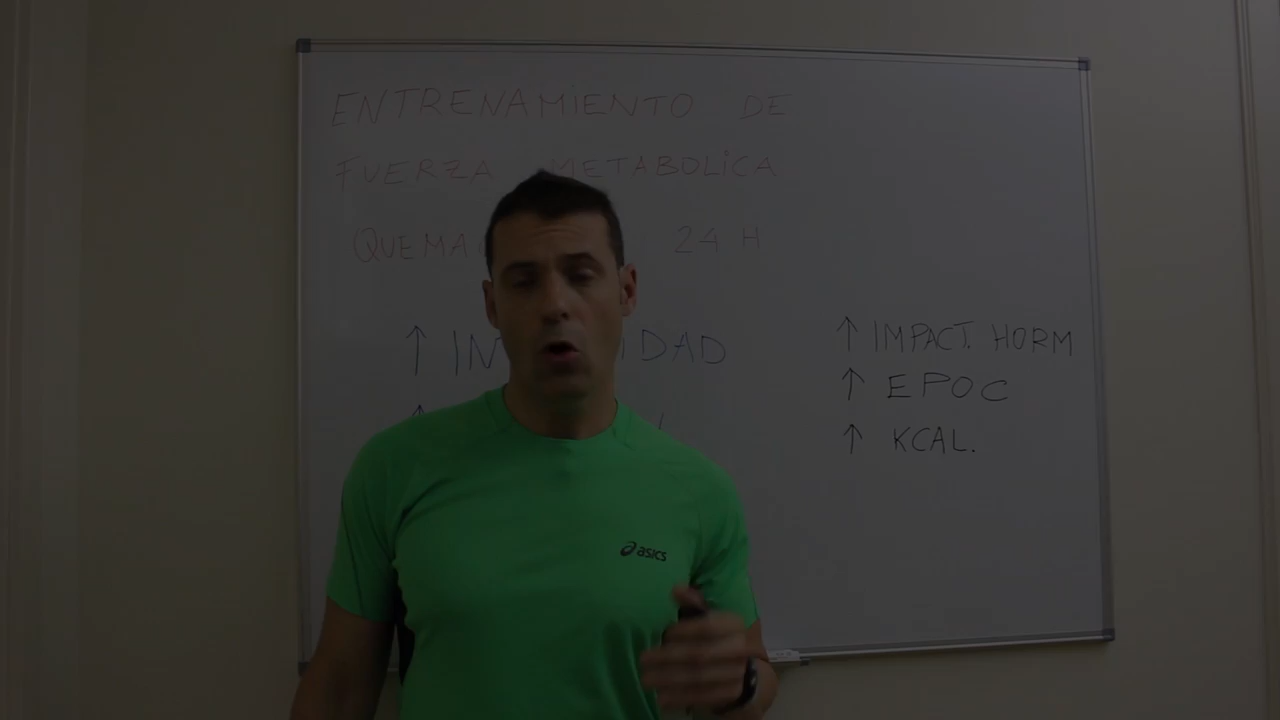 ENTRENAMIENTO DE
FUERZA METABOLICA
24 H
↑ IMPACT. HORM
↑ EPOC
↑ KCAL.
asics